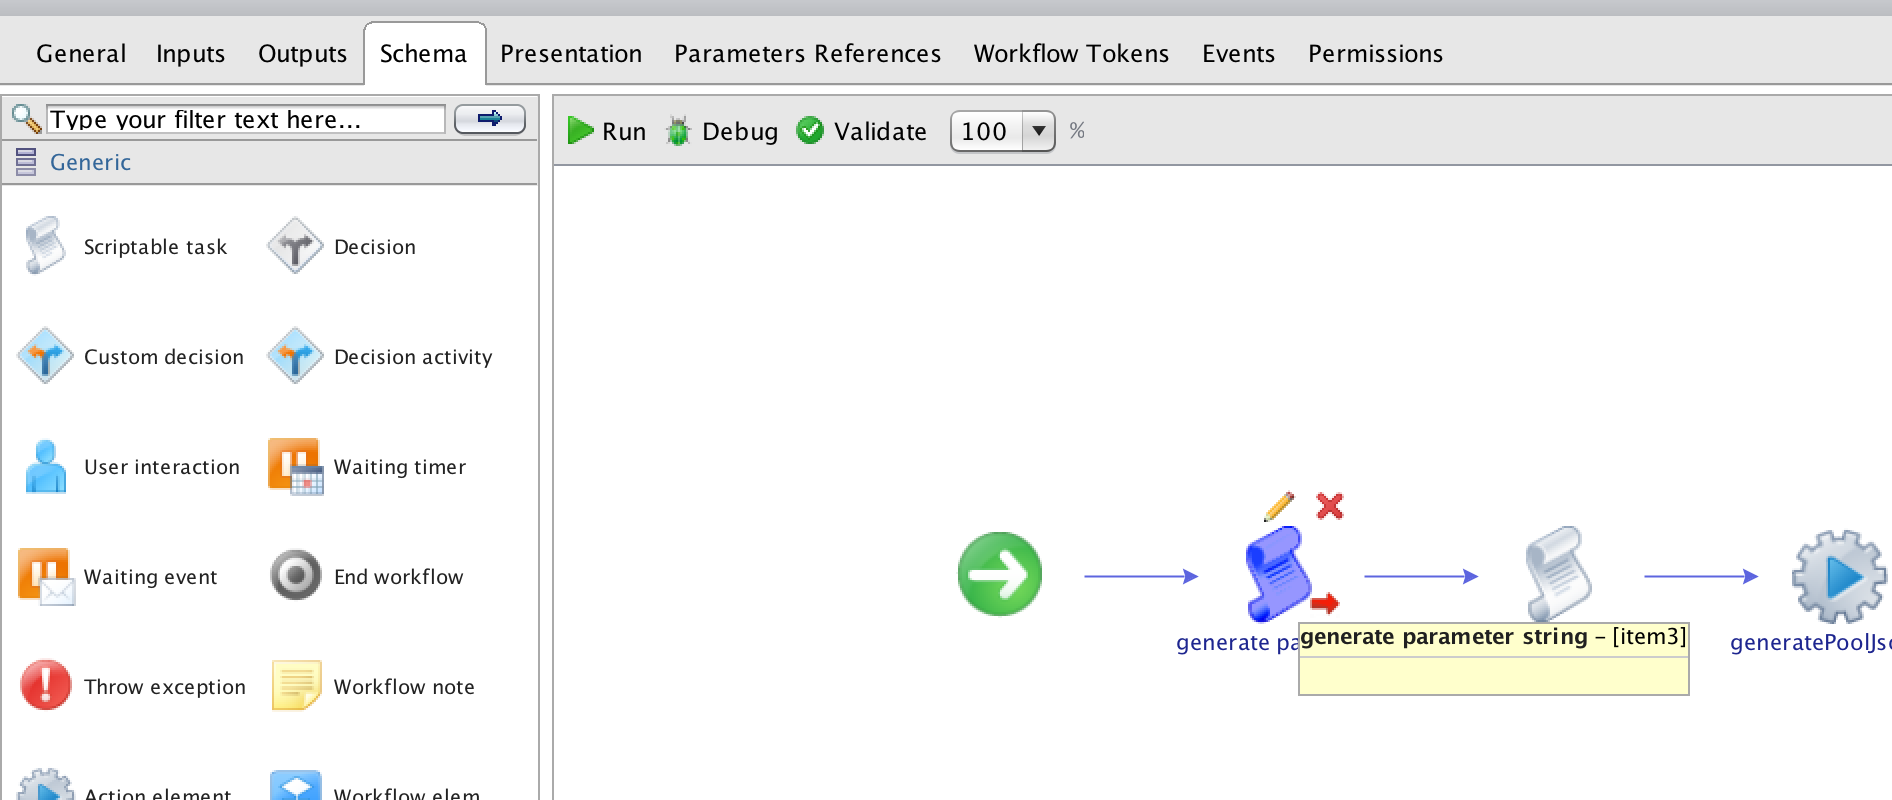 General Inputs Outputs Schema Presentation Parameters References Workflow Tokens Events Permissions
Type your filter text here...
Run Debug Validate 100 %
Generic
Scriptable task Decision
Custom decision Decision activity
User interaction Waiting timer
Waiting event End workflow
Throw exception Workflow note
Action element Workflow elem
generate pa
generate parameter string – [item3]
generatePoolJs